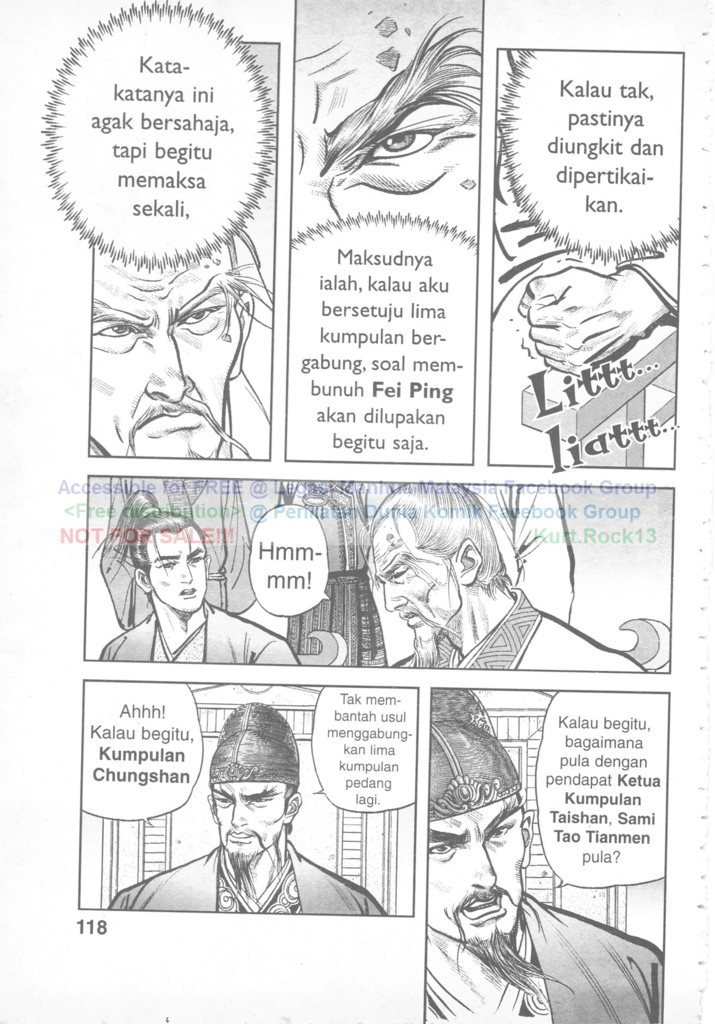 Kata-
katanya ini
agak bersahaja,
tapi begitu
memaksa
sekali,
Maksudnya
ialah, kalau aku
bersetuju lima
kumpulan ber-
gabung, soal mem-
bunuh Fei Ping
akan dilupakan
begitu saja.
Kalau tak,
pastinya
diungkit dan
dipertikai-
kan.
Littt...
liattt...
Accessible for FREE @ Legasi Manhua Malaysia Facebook Group
<Free distribution> @ Peminatan Dunia Komik Facebook Group
NOT FOR SALE!!!
/Kurt.Rock13
Hmm-
mm!
Ahhh!
Kalau begitu,
Kumpulan
Chungshan
Tak mem-
bantah usul
menggabung-
kan lima
kumpulan
pedang
lagi.
Kalau begitu,
bagaimana
pula dengan
pendapat Ketua
Kumpulan
Taishan, Sami
Tao Tianmen
pula?
118